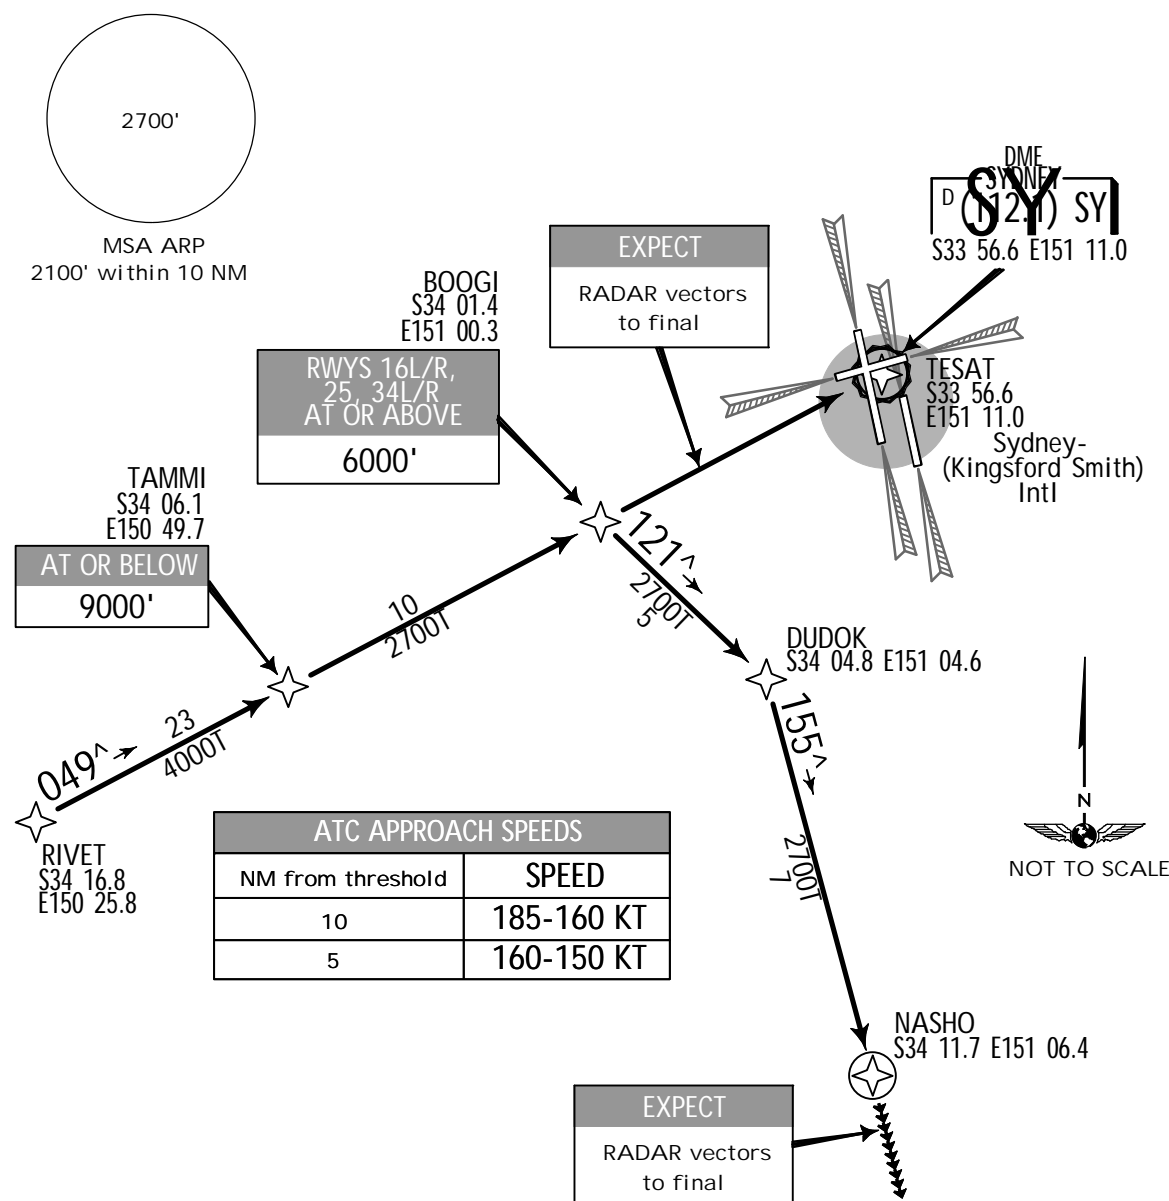 2700'
MSA ARP
2100' within 10 NM
DME
SYDNEY
D (112.1) SY
SY
S33 56.6 E151 11.0
EXPECT
RADAR vectors
to final
BOOGI
S34 01.4
E151 00.3
RWYS 16L/R,
25, 34L/R
AT OR ABOVE
6000'
TESAT
S33 56.6
E151 11.0
Sydney-
(Kingsford Smith)
Intl
TAMMI
S34 06.1
E150 49.7
AT OR BELOW
9000'
121^
2700T
5
10
2700T
DUDOK
S34 04.8 E151 04.6
049^
23
4000T
155^
2700T
7
RIVET
S34 16.8
E150 25.8
ATC APPROACH SPEEDS
NM from threshold SPEED
10 185-160 KT
5 160-150 KT
N
NOT TO SCALE
NASHO
S34 11.7 E151 06.4
EXPECT
RADAR vectors
to final